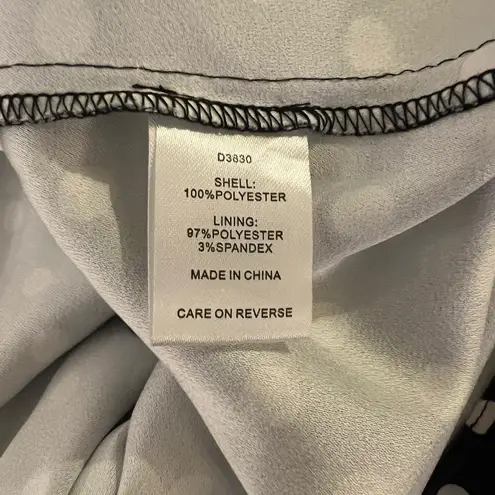 D3830
SHELL:
100%POLYESTER
LINING:
97%POLYESTER
3%SPANDEX
MADE IN CHINA
CARE ON REVERSE